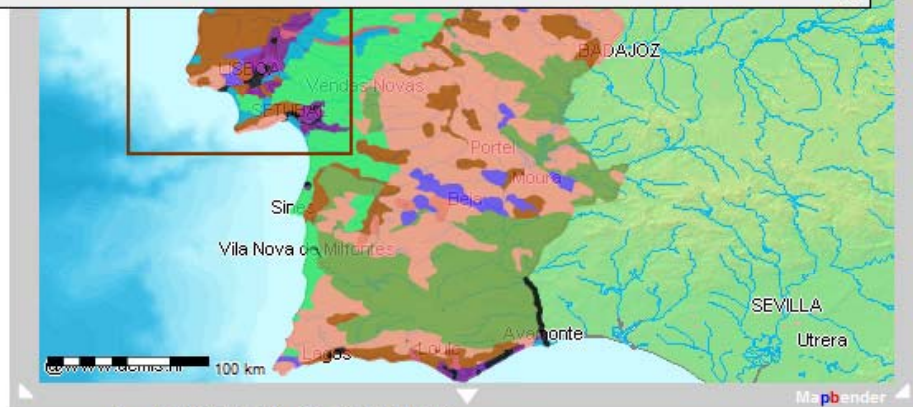 BADAJOZ
LISBOA
Vendas Novas
SETUBAL
Portel
Moura
Beja
Sines
Vila Nova de Milfontes
SEVILLA
Ayamonte
Utrera
Lagos
Loule
@www.demis.nl
100 km
Mapbender